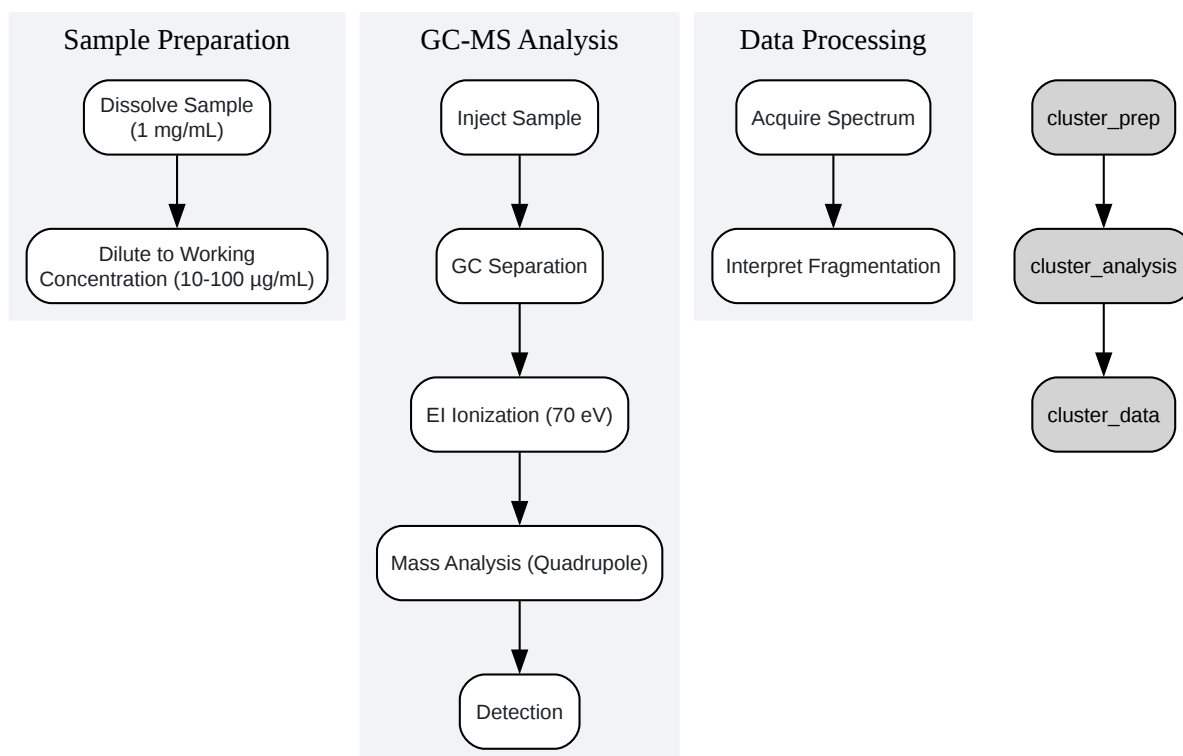 Sample Preparation
Dissolve Sample
(1 mg/mL)
Dilute to Working
Concentration (10-100 µg/mL)
GC-MS Analysis
Inject Sample
GC Separation
EI Ionization (70 eV)
Mass Analysis (Quadrupole)
Detection
Data Processing
Acquire Spectrum
Interpret Fragmentation
cluster_prep
cluster_analysis
cluster_data